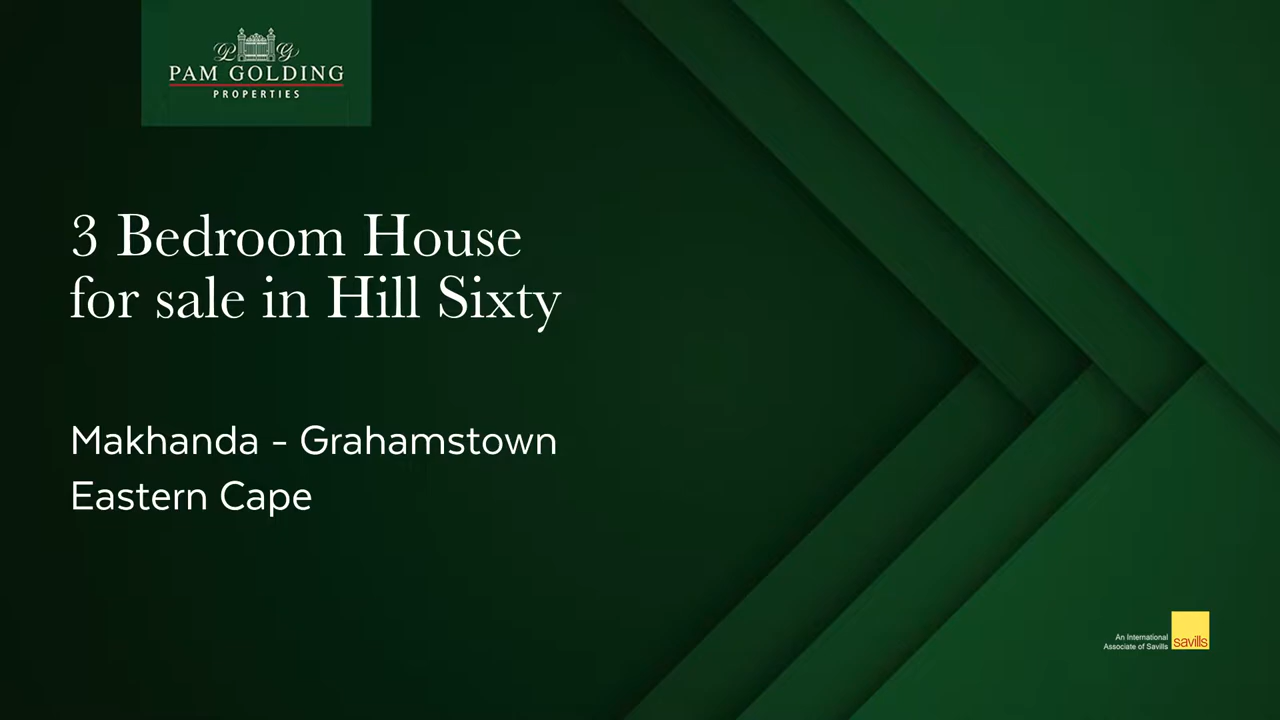 PAM GOLDING
PROPERTIES
3 Bedroom House
for sale in Hill Sixty
Makhanda - Grahamstown
Eastern Cape
An International
Associate of Savills
savills